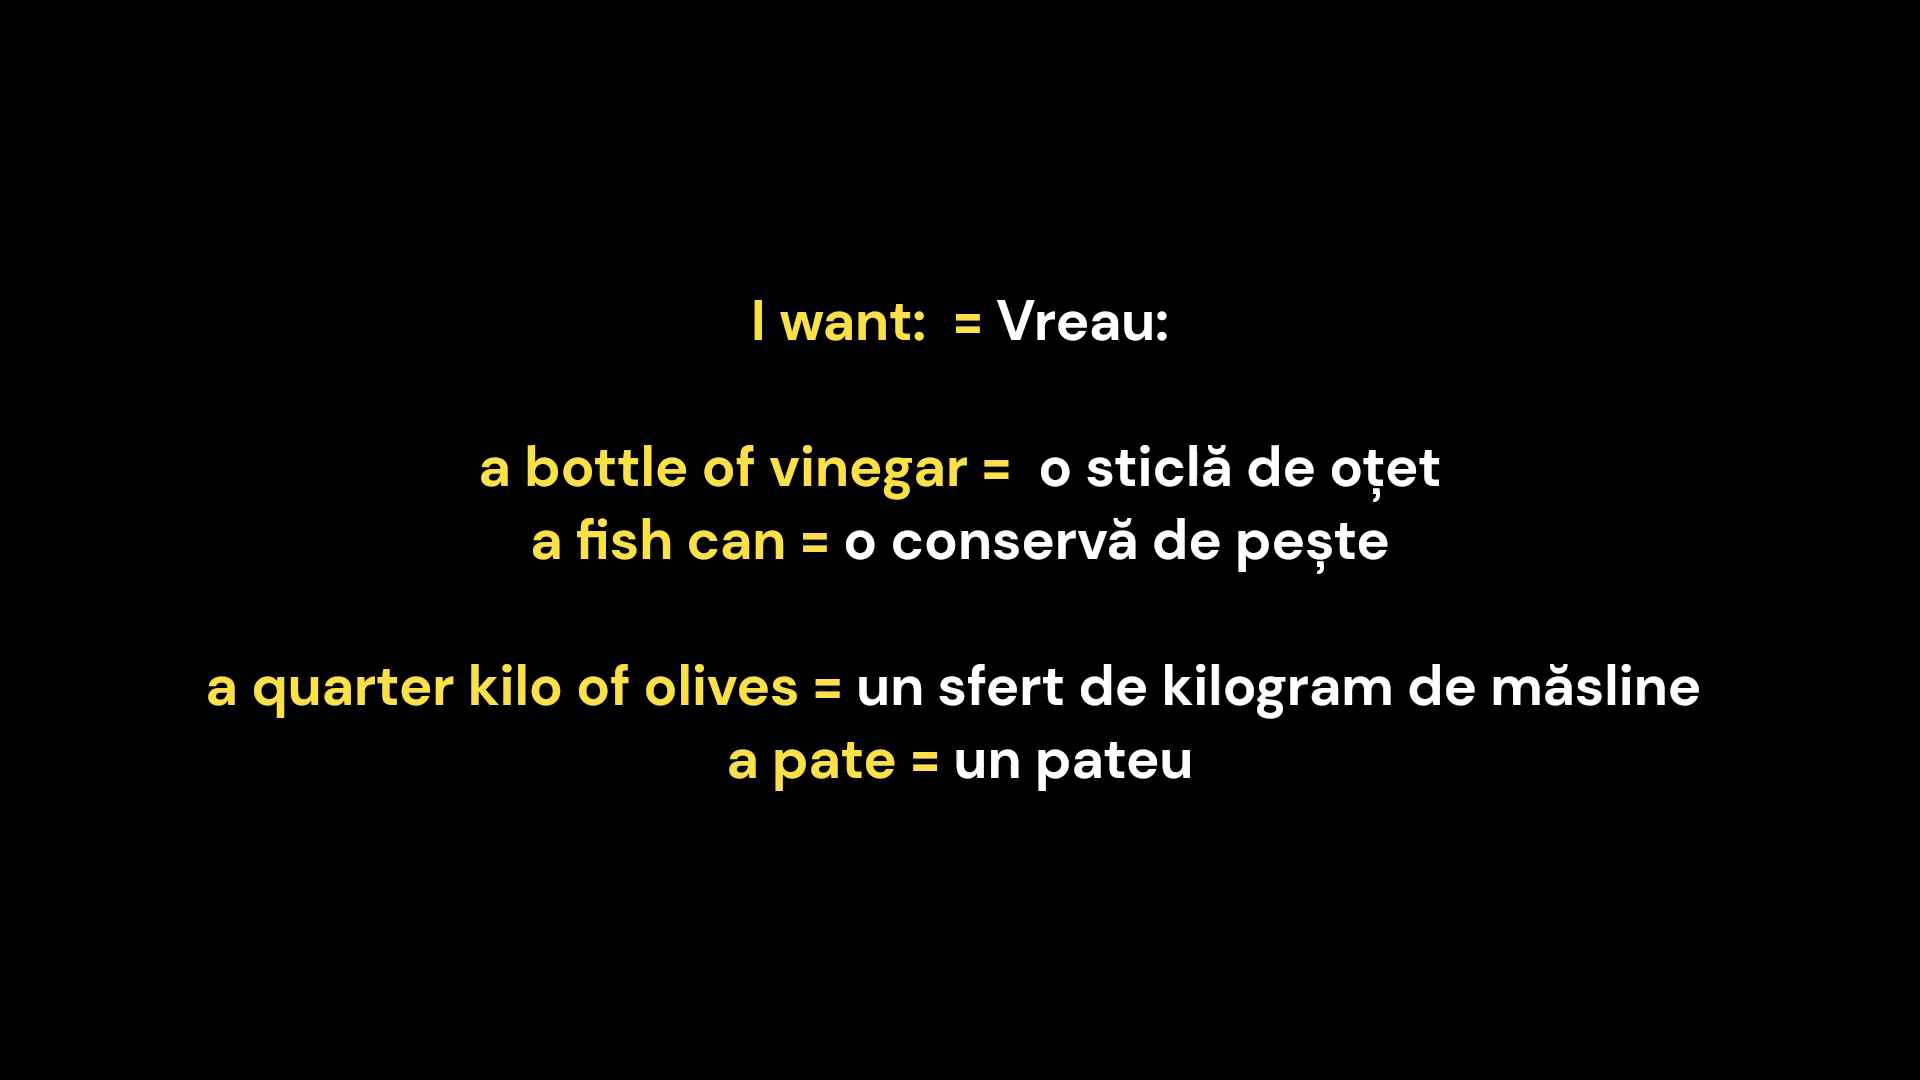 I want:  = Vreau:
a bottle of vinegar =  o sticlă de oțet
a fish can = o conservă de pește
a quarter kilo of olives = un sfert de kilogram de măsline
a pate = un pateu